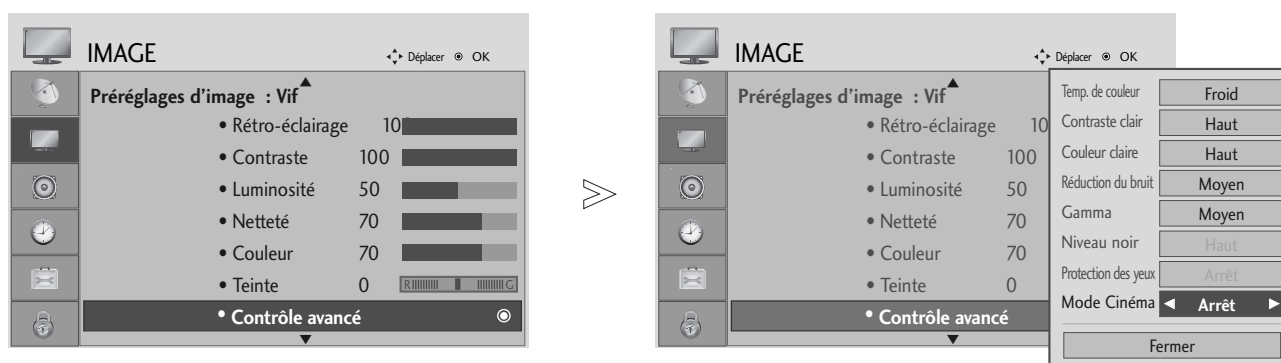 IMAGE
Déplacer OK
Préréglages d'image : Vif
• Rétro-éclairage 10
• Contraste 100
• Luminosité 50
• Netteté 70
• Couleur 70
• Teinte 0 R G
• Contrôle avancé
IMAGE
Déplacer OK
Préréglages d'image : Vif
• Rétro-éclairage 10
• Contraste 100
• Luminosité 50
• Netteté 70
• Couleur 70
• Teinte 0
• Contrôle avancé
Temp. de couleur Froid
Contraste clair Haut
Couleur claire Haut
Réduction du bruit Moyen
Gamma Moyen
Niveau noir Haut
Protection des yeux Arrêt
Mode Cinéma ◄ Arrêt ►
Fermer